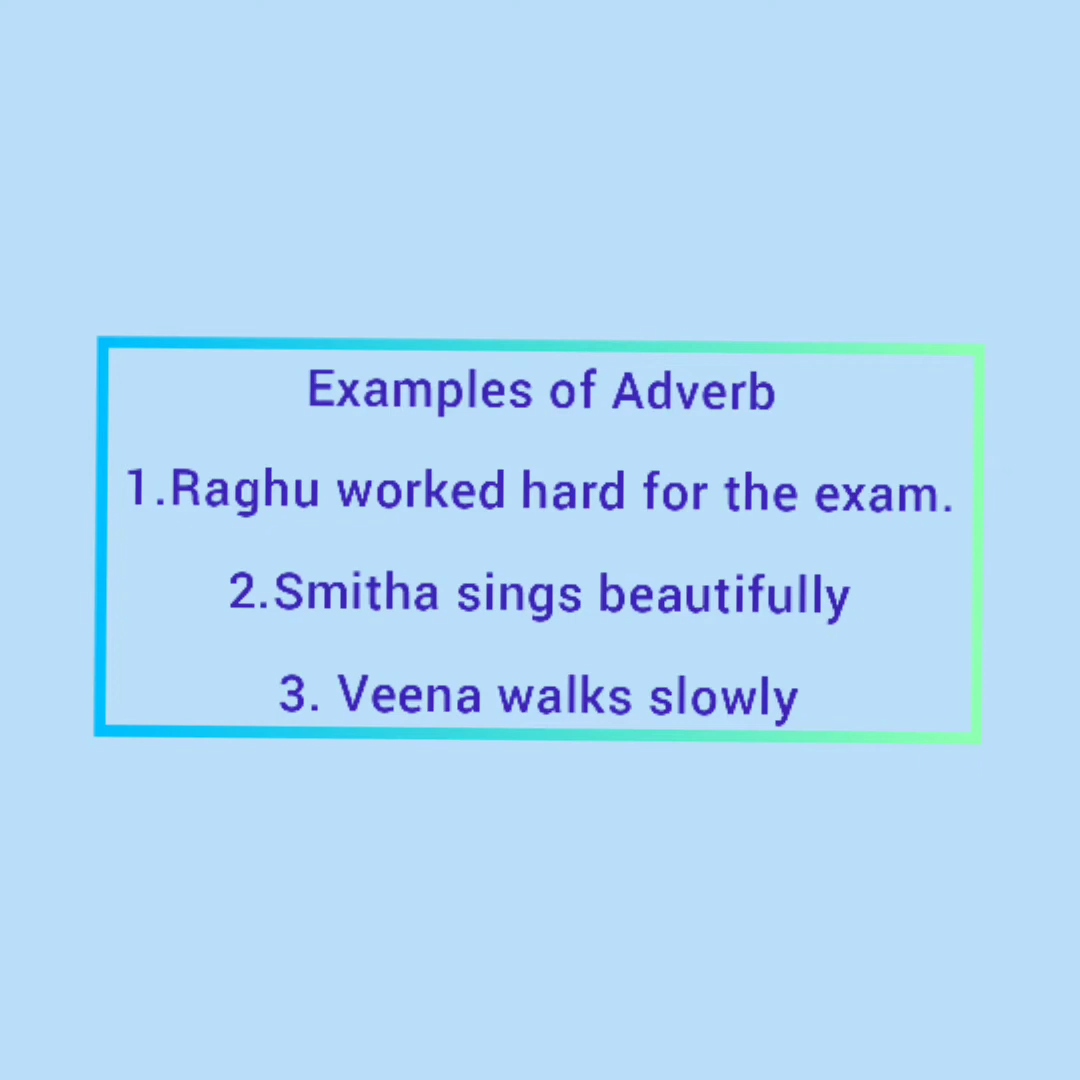 Examples of Adverb
1.Raghu worked hard for the exam.
2.Smitha sings beautifully
3. Veena walks slowly